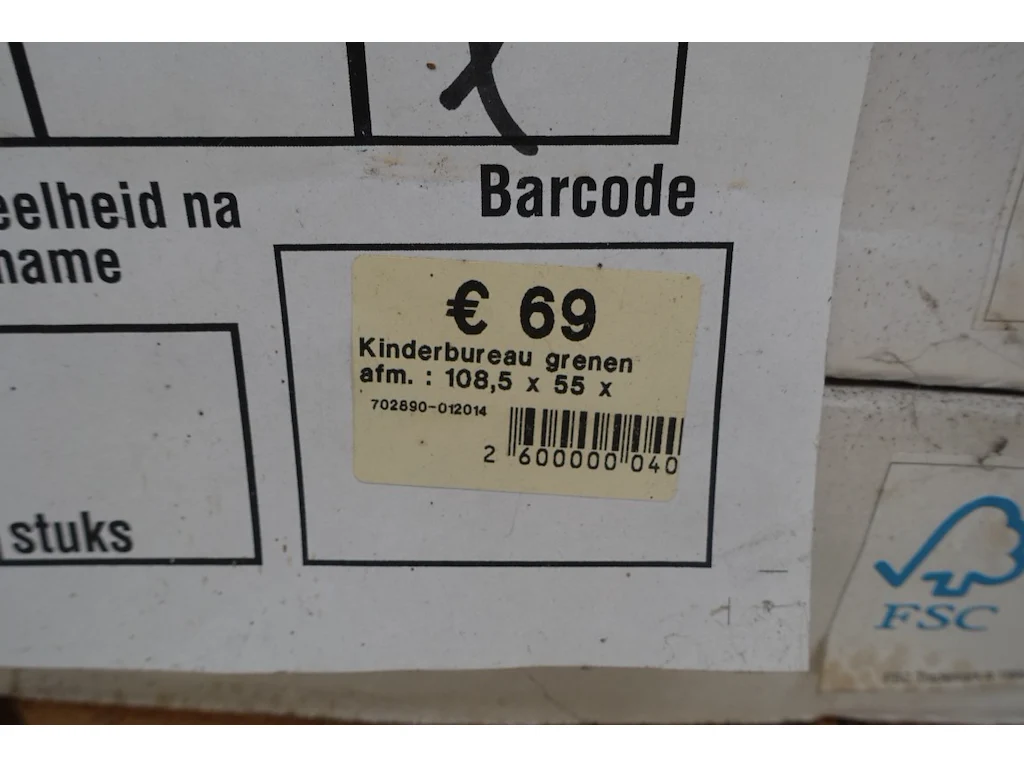 Barcode
eelheid na
name
€ 69
Kinderbureau grenen
afm. : 108,5 x 55 x
702890-012014
2 600000 040
stuks
FSC